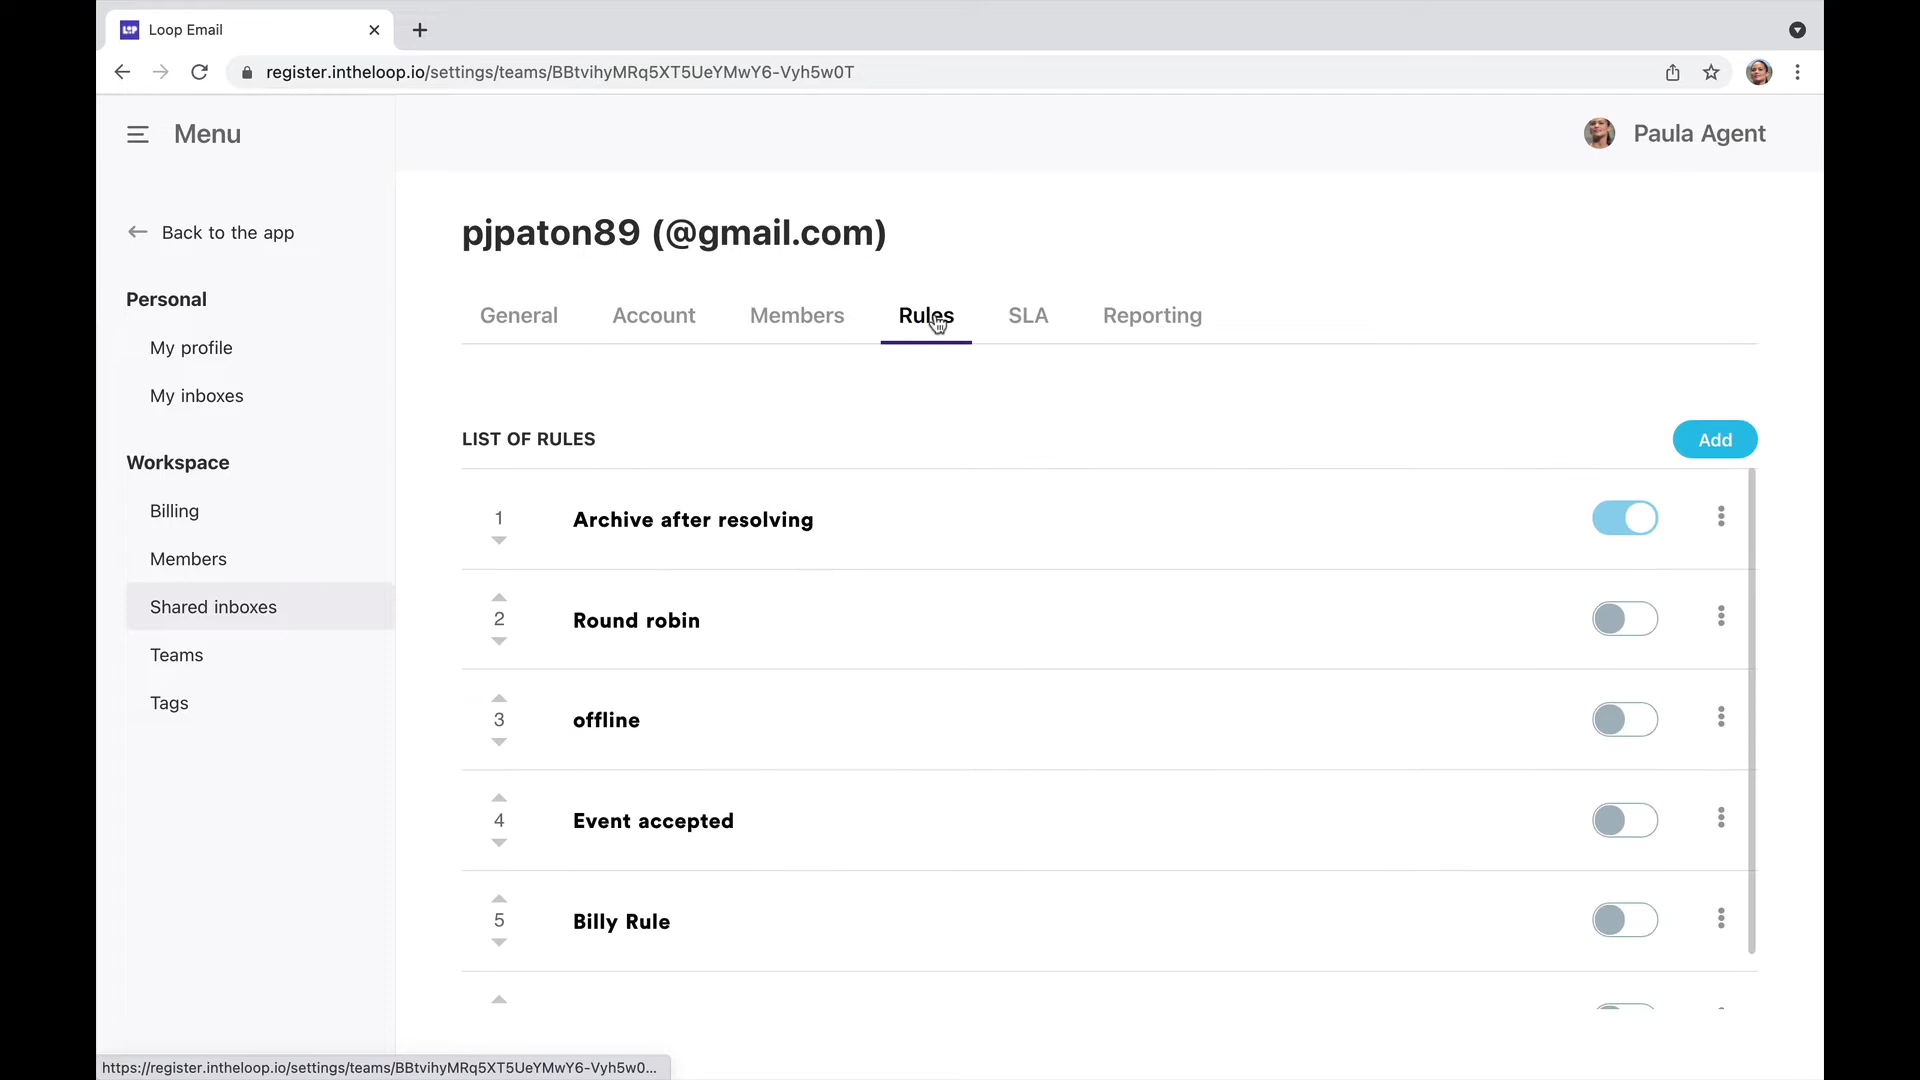 Loop Email
register.intheloop.io/settings/teams/BBtvihyMRq5XT5UeYMwY6-Vyh5w0T
Menu
Paula Agent
Back to the app
Personal
My profile
My inboxes
Workspace
Billing
Members
Shared inboxes
Teams
Tags
pjpaton89 (@gmail.com)
General Account Members Rules SLA Reporting
LIST OF RULES
Add
1 Archive after resolving
2 Round robin
3 offline
4 Event accepted
5 Billy Rule
https://register.intheloop.io/settings/teams/BBtvihyMRq5XT5UeYMwY6-Vyh5w0...